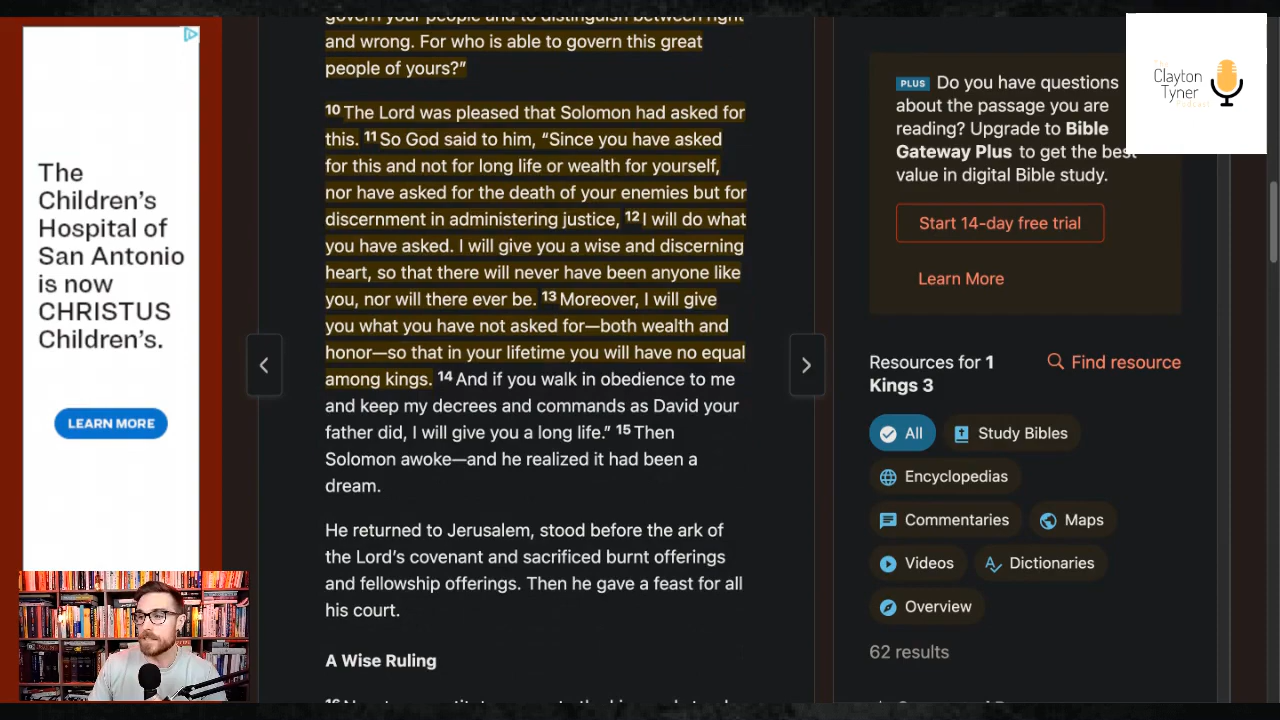 The
Children's
Hospital of
San Antonio
is now
CHRISTUS
Children's.
LEARN MORE
govern your people and to distinguish between right
and wrong. For who is able to govern this great
people of yours?”
10 The Lord was pleased that Solomon had asked for
this. 11 So God said to him, “Since you have asked
for this and not for long life or wealth for yourself,
nor have asked for the death of your enemies but for
discernment in administering justice, 12 I will do what
you have asked. I will give you a wise and discerning
heart, so that there will never have been anyone like
you, nor will there ever be. 13 Moreover, I will give
you what you have not asked for—both wealth and
honor—so that in your lifetime you will have no equal
among kings. 14 And if you walk in obedience to me
and keep my decrees and commands as David your
father did, I will give you a long life.” 15 Then
Solomon awoke—and he realized it had been a
dream.
He returned to Jerusalem, stood before the ark of
the Lord’s covenant and sacrificed burnt offerings
and fellowship offerings. Then he gave a feast for all
his court.
A Wise Ruling
The
Clayton
Tyner
Podcast
PLUS Do you have questions
about the passage you are
reading? Upgrade to Bible
Gateway Plus to get the best
value in digital Bible study.
Start 14-day free trial
Learn More
Resources for 1
Kings 3
Find resource
All
Study Bibles
Encyclopedias
Commentaries
Maps
Videos
Dictionaries
Overview
62 results